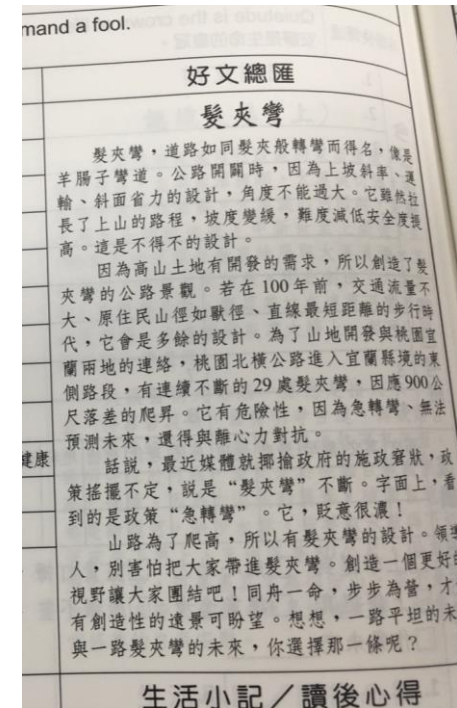 mand a fool.
好文總匯
髮夾彎
髮夾彎，道路如同髮夾般轉彎而得名，像是
羊腸子彎道。公路開闢時，因為上坡斜率、運
輸、斜面省力的設計，角度不能過大。它雖然拉
長了上山的路程，坡度變緩，難度減低安全度提
高。這是不得不的設計。
因為高山土地有開發的需求，所以創造了髮
夾彎的公路景觀。若在100年前，交通流量不
大、原住民山徑如獸徑、直線最短距離的步行時
代，它會是多餘的設計。為了山地開發與桃園宜
蘭兩地的連絡，桃園北橫公路進入宜蘭縣境的東
側路段，有連續不斷的29處髮夾彎，因應900公
尺落差的爬昇。它有危險性，因為急轉彎、無法
預測未來，還得與離心力對抗。
健康
話說，最近媒體就揶揄政府的施政窘狀，政
策搖擺不定，說是“髮夾彎”不斷。字面上，看
到的是政策“急轉彎”。它，貶意很濃！
山路為了爬高，所以有髮夾彎的設計。領導
人，別害怕把大家帶進髮夾彎。創造一個更好的
視野讓大家團結吧！同舟一命，步步為營，才
有創造性的遠景可盼望。想想，一路平坦的未
與一路髮夾彎的未來，你選擇那一條呢？
生活小記／讀後心得